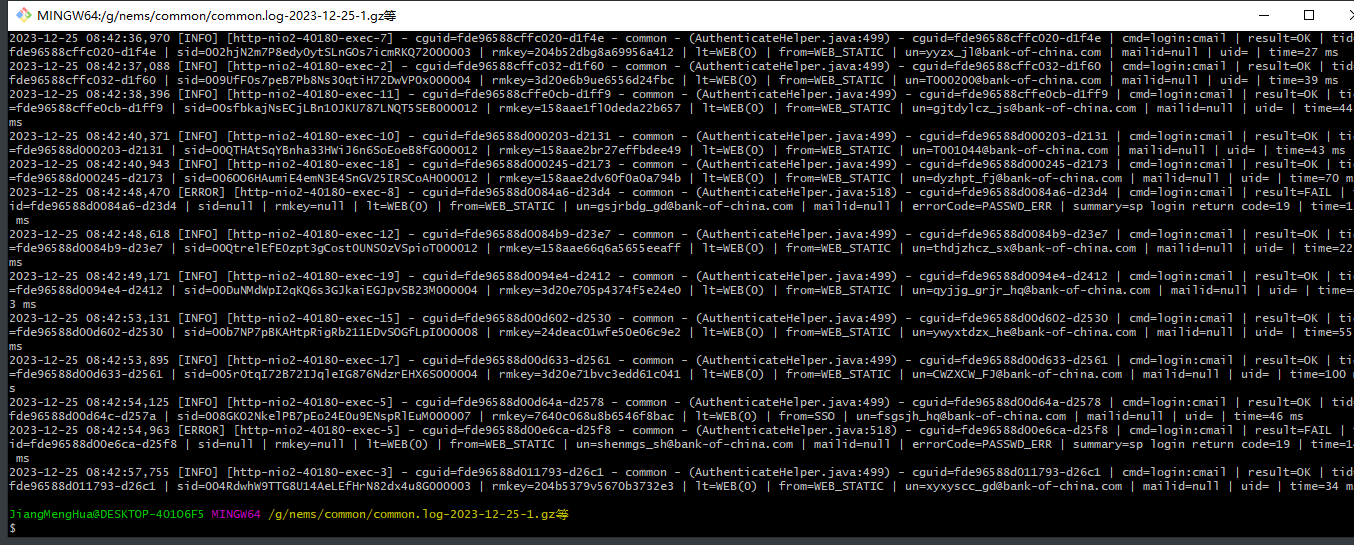 MINGW64:/g/nems/common/common.log-2023-12-25-1.gz等
2023-12-25 08:42:36,970 [INFO] [http-nio2-40180-exec-7] - cguid=fde96588cffc020-d1f4e - common - (AuthenticateHelper.java:499) - cguid=fde96588cffc020-d1f4e | cmd=login:cmail | result=OK | tid=
fde96588cffc020-d1f4e | sid=002hjN2m7P8edyOytSLnGOs7icmRKQ72000003 | rmkey=204b52dbg8a69956a412 | lt=WEB(0) | from=WEB_STATIC | un=yyzx_jl@bank-of-china.com | mailid=null | uid= | time=27 ms
2023-12-25 08:42:37,088 [INFO] [http-nio2-40180-exec-2] - cguid=fde96588cffc032-d1f60 - common - (AuthenticateHelper.java:499) - cguid=fde96588cffc032-d1f60 | cmd=login:cmail | result=OK | tid=
fde96588cffc032-d1f60 | sid=009UfFOs7peB7Pb8Ns3OqtiH72DwVPOx000004 | rmkey=3d20e6b9ue6556d24fbc | lt=WEB(0) | from=WEB_STATIC | un=T000200@bank-of-china.com | mailid=null | uid= | time=39 ms
2023-12-25 08:42:38,396 [INFO] [http-nio2-40180-exec-11] - cguid=fde96588cffe0cb-d1ff9 - common - (AuthenticateHelper.java:499) - cguid=fde96588cffe0cb-d1ff9 | cmd=login:cmail | result=OK | tid
=fde96588cffe0cb-d1ff9 | sid=00sfbkajNsECjLBn1OJKU787LNQT5SEB000012 | rmkey=158aae1fl0deda22b657 | lt=WEB(0) | from=WEB_STATIC | un=gjtdylcz_js@bank-of-china.com | mailid=null | uid= | time=44
ms
2023-12-25 08:42:40,371 [INFO] [http-nio2-40180-exec-10] - cguid=fde96588d000203-d2131 - common - (AuthenticateHelper.java:499) - cguid=fde96588d000203-d2131 | cmd=login:cmail | result=OK | tid
=fde96588d000203-d2131 | sid=00QTHAtSqYBnha33HWiJ6n6SoEoeB8fG000012 | rmkey=158aae2br27effbdee49 | lt=WEB(0) | from=WEB_STATIC | un=T001044@bank-of-china.com | mailid=null | uid= | time=43 ms
2023-12-25 08:42:40,943 [INFO] [http-nio2-40180-exec-18] - cguid=fde96588d000245-d2173 - common - (AuthenticateHelper.java:499) - cguid=fde96588d000245-d2173 | cmd=login:cmail | result=OK | tid
=fde96588d000245-d2173 | sid=006OO6HAumiE4emN3E4SnGV25IRSCoAH000012 | rmkey=158aae2dv60f0a0a794b | lt=WEB(0) | from=WEB_STATIC | un=dyzhpt_fj@bank-of-china.com | mailid=null | uid= | time=70 m
2023-12-25 08:42:48,470 [ERROR] [http-nio2-40180-exec-8] - cguid=fde96588d0084a6-d23d4 - common - (AuthenticateHelper.java:518) - cguid=fde96588d0084a6-d23d4 | cmd=login:cmail | result=FAIL | t
id=fde96588d0084a6-d23d4 | sid=null | rmkey=null | lt=WEB(0) | from=WEB_STATIC | un=gsjrbdg_gd@bank-of-china.com | mailid=null | errorCode=PASSWD_ERR | summary=sp login return code=19 | time=1
ms
2023-12-25 08:42:48,618 [INFO] [http-nio2-40180-exec-12] - cguid=fde96588d0084b9-d23e7 - common - (AuthenticateHelper.java:499) - cguid=fde96588d0084b9-d23e7 | cmd=login:cmail | result=OK | tid
=fde96588d0084b9-d23e7 | sid=00QtrelEfEOzpt3gCostOUNSOzVSpioT000012 | rmkey=158aae66q6a5655eeaff | lt=WEB(0) | from=WEB_STATIC | un=thdjzhcz_sx@bank-of-china.com | mailid=null | uid= | time=22
ms
2023-12-25 08:42:49,171 [INFO] [http-nio2-40180-exec-19] - cguid=fde96588d0094e4-d2412 - common - (AuthenticateHelper.java:499) - cguid=fde96588d0094e4-d2412 | cmd=login:cmail | result=OK | tid
=fde96588d0094e4-d2412 | sid=00DuNMdWpI2qKQ6s3GJkaiEGJpvSB23M000004 | rmkey=3d20e705p4374f5e24e0 | lt=WEB(0) | from=WEB_STATIC | un=qyjjg_grjr_hq@bank-of-china.com | mailid=null | uid= | time=
3 ms
2023-12-25 08:42:53,131 [INFO] [http-nio2-40180-exec-15] - cguid=fde96588d00d602-d2530 - common - (AuthenticateHelper.java:499) - cguid=fde96588d00d602-d2530 | cmd=login:cmail | result=OK | tid
=fde96588d00d602-d2530 | sid=00b7NP7pBKAHtpRigRb211EDvSOGfLpI000008 | rmkey=24deac01wfe50e06c9e2 | lt=WEB(0) | from=WEB_STATIC | un=ywyxtdzx_he@bank-of-china.com | mailid=null | uid= | time=55
ms
2023-12-25 08:42:53,895 [INFO] [http-nio2-40180-exec-17] - cguid=fde96588d00d633-d2561 - common - (AuthenticateHelper.java:499) - cguid=fde96588d00d633-d2561 | cmd=login:cmail | result=OK | tid
=fde96588d00d633-d2561 | sid=005rOtqI72B72IJqleIG876NdzrEHX6S000004 | rmkey=3d20e71bvc3edd61c041 | lt=WEB(0) | from=WEB_STATIC | un=CWZXCW_FJ@bank-of-china.com | mailid=null | uid= | time=100 m
s
2023-12-25 08:42:54,125 [INFO] [http-nio2-40180-exec-5] - cguid=fde96588d00d64a-d2578 - common - (AuthenticateHelper.java:499) - cguid=fde96588d00d64a-d2578 | cmd=login:cmail | result=OK | tid=
fde96588d00d64c-d257a | sid=008GKO2NkelPB7pEo24EOu9ENspRlEuM000007 | rmkey=7640c068u8b6546f8bac | lt=WEB(0) | from=SSO | un=fsgsjh_hq@bank-of-china.com | mailid=null | uid= | time=46 ms
2023-12-25 08:42:54,963 [ERROR] [http-nio2-40180-exec-5] - cguid=fde96588d00e6ca-d25f8 - common - (AuthenticateHelper.java:518) - cguid=fde96588d00e6ca-d25f8 | cmd=login:cmail | result=FAIL | t
id=fde96588d00e6ca-d25f8 | sid=null | rmkey=null | lt=WEB(0) | from=WEB_STATIC | un=shenmgs_sh@bank-of-china.com | mailid=null | errorCode=PASSWD_ERR | summary=sp login return code=19 | time=1
ms
2023-12-25 08:42:57,755 [INFO] [http-nio2-40180-exec-3] - cguid=fde96588d011793-d26c1 - common - (AuthenticateHelper.java:499) - cguid=fde96588d011793-d26c1 | cmd=login:cmail | result=OK | tid=
fde96588d011793-d26c1 | sid=004RdwhW9TTG8U14AeLEfHrN82dx4u8G000003 | rmkey=204b5379v5670b3732e3 | lt=WEB(0) | from=WEB_STATIC | un=xyxyscc_gd@bank-of-china.com | mailid=null | uid= | time=34 ms
JiangMengHua@DESKTOP-40106F5 MINGW64 /g/nems/common/common.log-2023-12-25-1.gz等
$